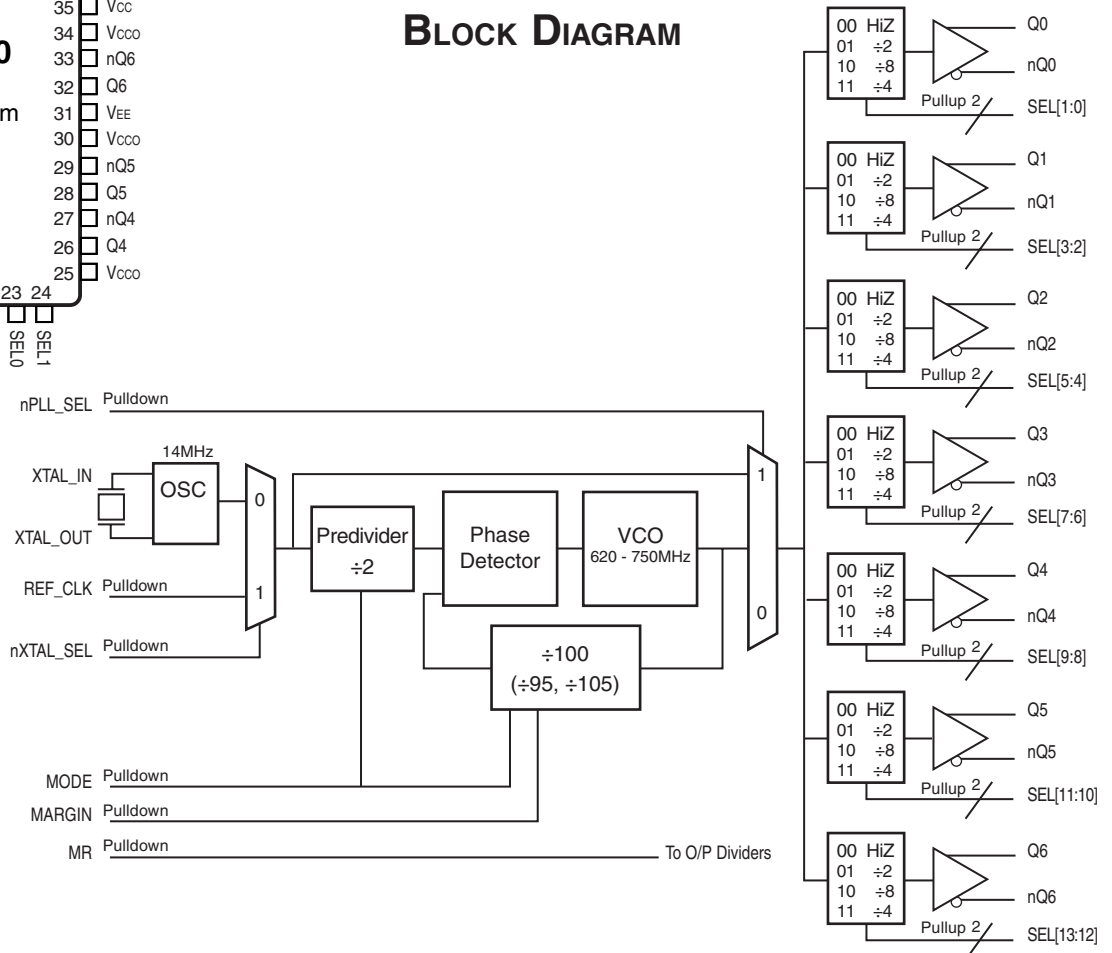 BLOCK DIAGRAM
35 VCC
34 VCCO
33 nQ6
32 Q6
31 VEE
30 VCCO
29 nQ5
28 Q5
27 nQ4
26 Q4
25 VCCO
0
m
23 24
SEL0 SEL1
nPLL_SEL Pulldown
XTAL_IN
XTAL_OUT
14MHz
OSC
REF_CLK Pulldown
nXTAL_SEL Pulldown
0
1
Predivider
÷2
Phase
Detector
VCO
620 - 750MHz
÷100
(÷95, ÷105)
1
0
MODE Pulldown
MARGIN Pulldown
MR Pulldown
To O/P Dividers
00 HiZ
01 ÷2
10 ÷8
11 ÷4
Q0
nQ0
Pullup 2
SEL[1:0]
00 HiZ
01 ÷2
10 ÷8
11 ÷4
Q1
nQ1
Pullup 2
SEL[3:2]
00 HiZ
01 ÷2
10 ÷8
11 ÷4
Q2
nQ2
Pullup 2
SEL[5:4]
00 HiZ
01 ÷2
10 ÷8
11 ÷4
Q3
nQ3
Pullup 2
SEL[7:6]
00 HiZ
01 ÷2
10 ÷8
11 ÷4
Q4
nQ4
Pullup 2
SEL[9:8]
00 HiZ
01 ÷2
10 ÷8
11 ÷4
Q5
nQ5
Pullup 2
SEL[11:10]
00 HiZ
01 ÷2
10 ÷8
11 ÷4
Q6
nQ6
Pullup 2
SEL[13:12]